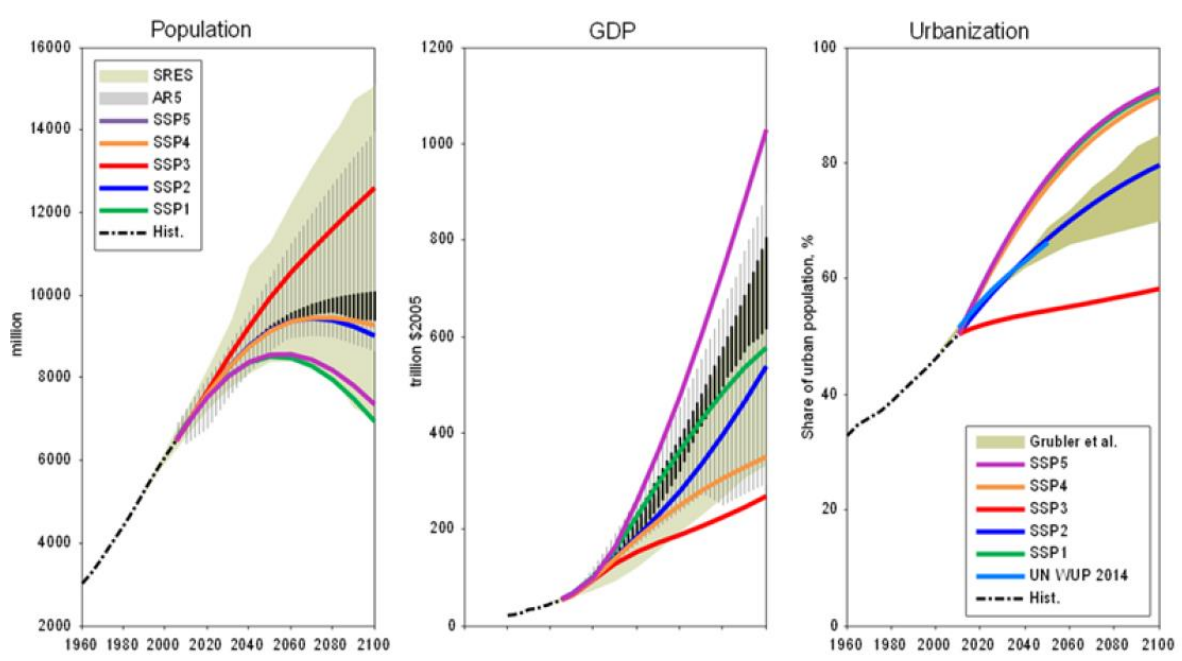 Population
16000
14000
12000
10000
8000
6000
4000
2000
million
SRES
AR5
SSP5
SSP4
SSP3
SSP2
SSP1
Hist.
1960 1980 2000 2020 2040 2060 2080 2100
GDP
1200
1000
800
600
400
200
0
trillion $2005
Urbanization
100
80
60
40
20
0
Share of urban population, %
Grubler et al.
SSP5
SSP4
SSP3
SSP2
SSP1
UN WUP 2014
Hist.
1960 1980 2000 2020 2040 2060 2080 2100